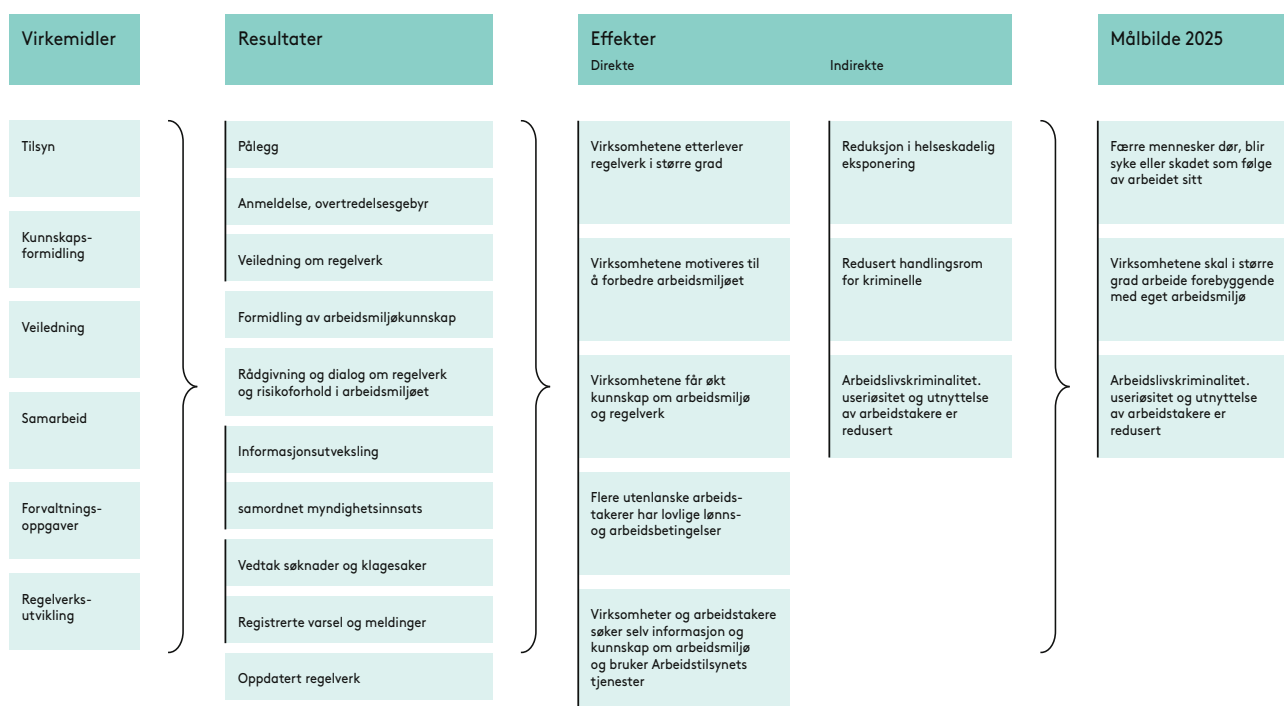 Virkemidler
Tilsyn
Kunnskaps-
formidling
Veiledning
Samarbeid
Forvaltnings-
oppgaver
Regelverks-
utvikling
Resultater
Pålegg
Anmeldelse, overtredelsesgebyr
Veiledning om regelverk
Formidling av arbeidsmiljøkunnskap
Rådgivning og dialog om regelverk
og risikoforhold i arbeidsmiljøet
Informasjonsutveksling
samordnet myndighetsinnsats
Vedtak søknader og klagesaker
Registrerte varsel og meldinger
Oppdatert regelverk
Effekter
Direkte
Virksomhetene etterlever
regelverk i større grad
Virksomhetene motiveres til
å forbedre arbeidsmiljøet
Virksomhetene får økt
kunnskap om arbeidsmiljø
og regelverk
Flere utenlanske arbeids-
takerer har lovlige lønns-
og arbeidsbetingelser
Virksomheter og arbeidstakere
søker selv informasjon og
kunnskap om arbeidsmiljø
og bruker Arbeidstilsynets
tjenester
Indirekte
Reduksjon i helseskadelig
eksponering
Redusert handlingsrom
for kriminelle
Arbeidslivskriminalitet.
useriøsitet og utnyttelse
av arbeidstakere er
redusert
Målbilde 2025
Færre mennesker dør, blir
syke eller skadet som følge
av arbeidet sitt
Virksomhetene skal i større
grad arbeide forebyggende
med eget arbeidsmiljø
Arbeidslivskriminalitet.
useriøsitet og utnyttelse
av arbeidstakere er
redusert